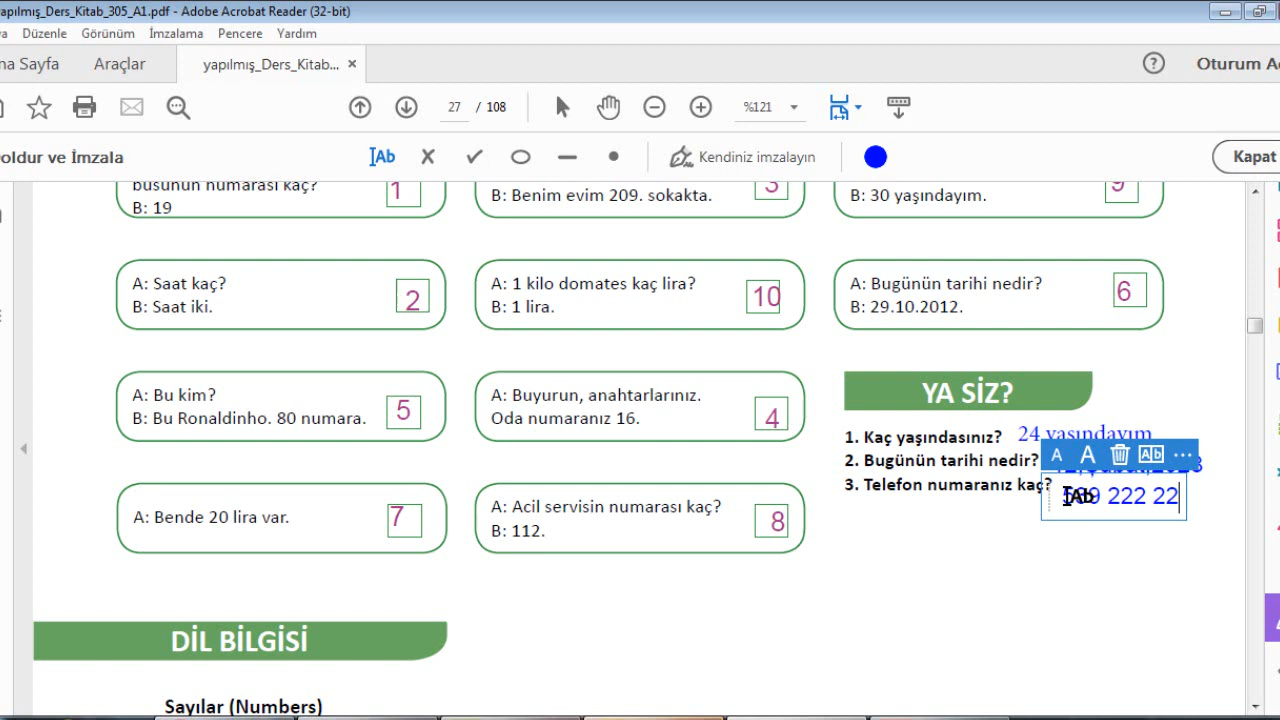 yapılmış_Ders_Kitab_305_A1.pdf - Adobe Acrobat Reader (32-bit)
Düzenle Görünüm İmzalama Pencere Yardım
na Sayfa Araçlar yapılmış_Ders_Kitab... × ? Oturum A
27 / 108 %121
oldur ve İmzala Ab Kendiniz imzalayın Kapat
busunun numarası kaç?
B: 19
1
B: Benim evim 209. sokakta.
3
B: 30 yaşındayım.
9
A: Saat kaç?
B: Saat iki.
2
A: 1 kilo domates kaç lira?
B: 1 lira.
10
A: Bugünün tarihi nedir?
B: 29.10.2012.
6
A: Bu kim?
B: Bu Ronaldinho. 80 numara.
5
A: Buyurun, anahtarlarınız.
Oda numaranız 16.
4
YA SİZ?
1. Kaç yaşındasınız? 24 yaşındayım
A A Ab ...
2. Bugünün tarihi nedir?
3. Telefon numaranız kaç? 222 22
A: Bende 20 lira var.
7
A: Acil servisin numarası kaç?
B: 112.
8
DİL BİLGİSİ
Sayılar (Numbers)